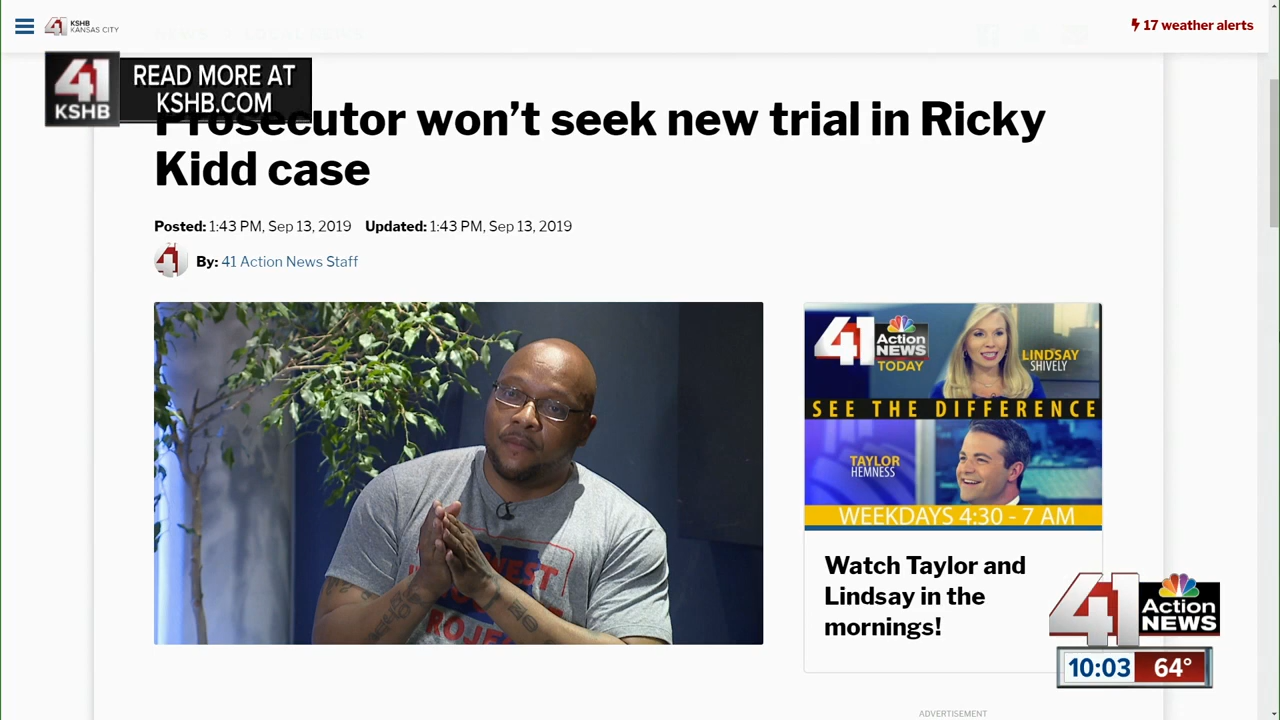 KSHB
KANSAS CITY
17 weather alerts
41
KSHB
READ MORE AT
KSHB.COM
Prosecutor won’t seek new trial in Ricky
Kidd case
Posted: 1:43 PM, Sep 13, 2019 Updated: 1:43 PM, Sep 13, 2019
By: 41 Action News Staff
41 Action
NEWS
TODAY
LINDSAY
SHIVELY
SEE THE DIFFERENCE
TAYLOR
HEMNESS
WEEKDAYS 4:30 - 7 AM
Watch Taylor and
Lindsay in the
mornings!
41 Action
NEWS
10:03 64°
ADVERTISEMENT